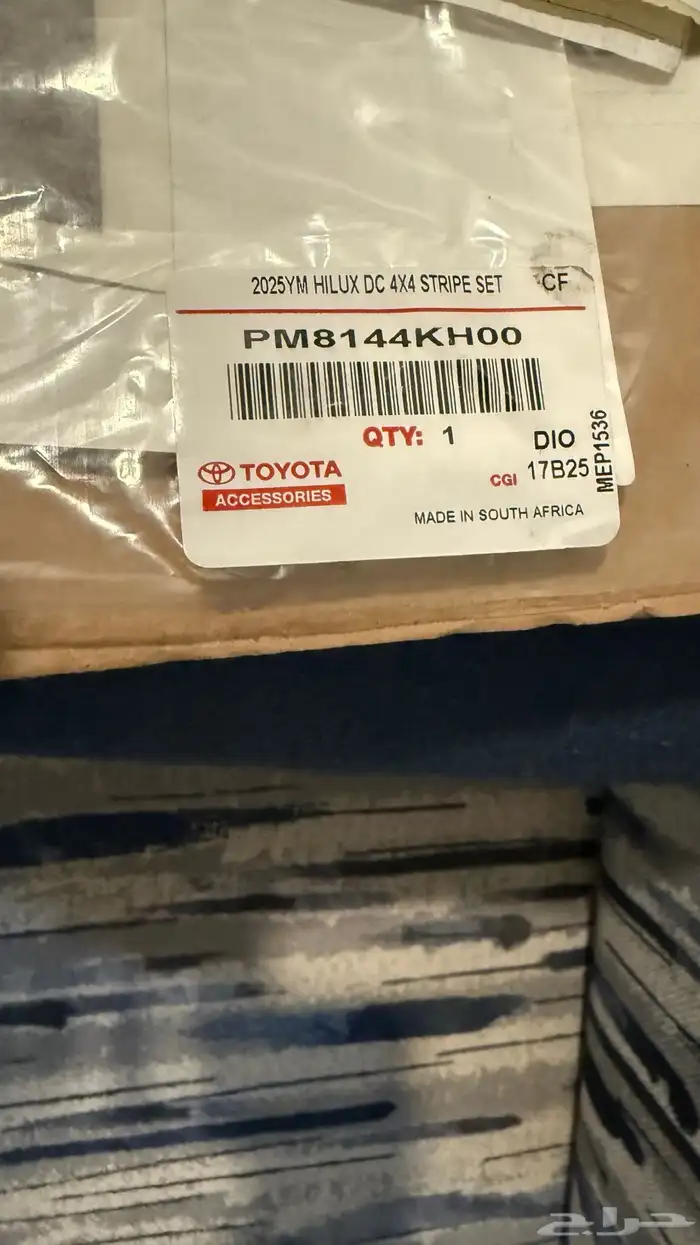 2025YM HILUX DC 4X4 STRIPE SET CF
PM8144KH00
QTY: 1
DIO
CGI 17B25
MEP1536
TOYOTA
ACCESSORIES
MADE IN SOUTH AFRICA
حراج